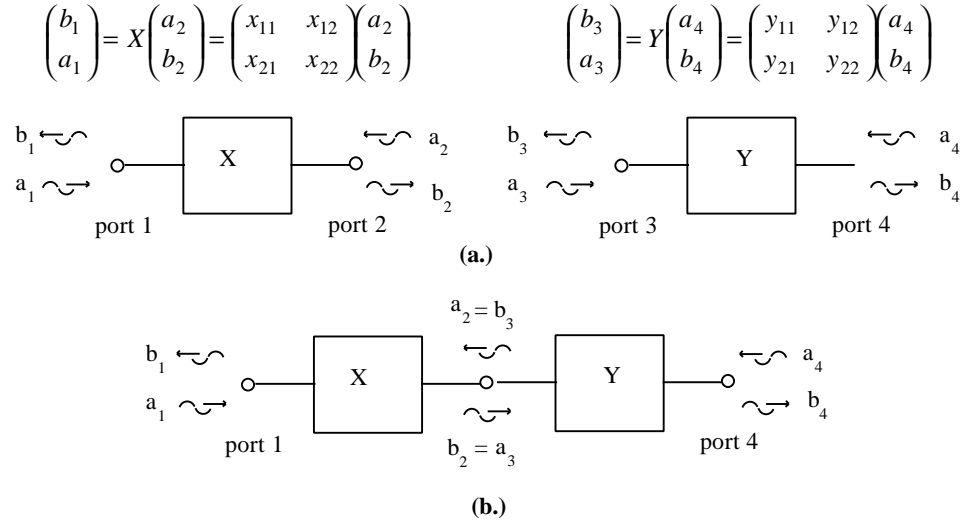 (b₁ a₁) = X (a₂ b₂) = (x₁₁ x₁₂ x₂₁ x₂₂) (a₂ b₂)
(b₃ a₃) = Y (a₄ b₄) = (y₁₁ y₁₂ y₂₁ y₂₂) (a₄ b₄)
b₁
a₁
port 1
X
a₂
b₂
port 2
b₃
a₃
port 3
Y
a₄
b₄
port 4
(a.)
a₂ = b₃
b₁
a₁
port 1
X
b₂ = a₃
Y
a₄
b₄
port 4
(b.)